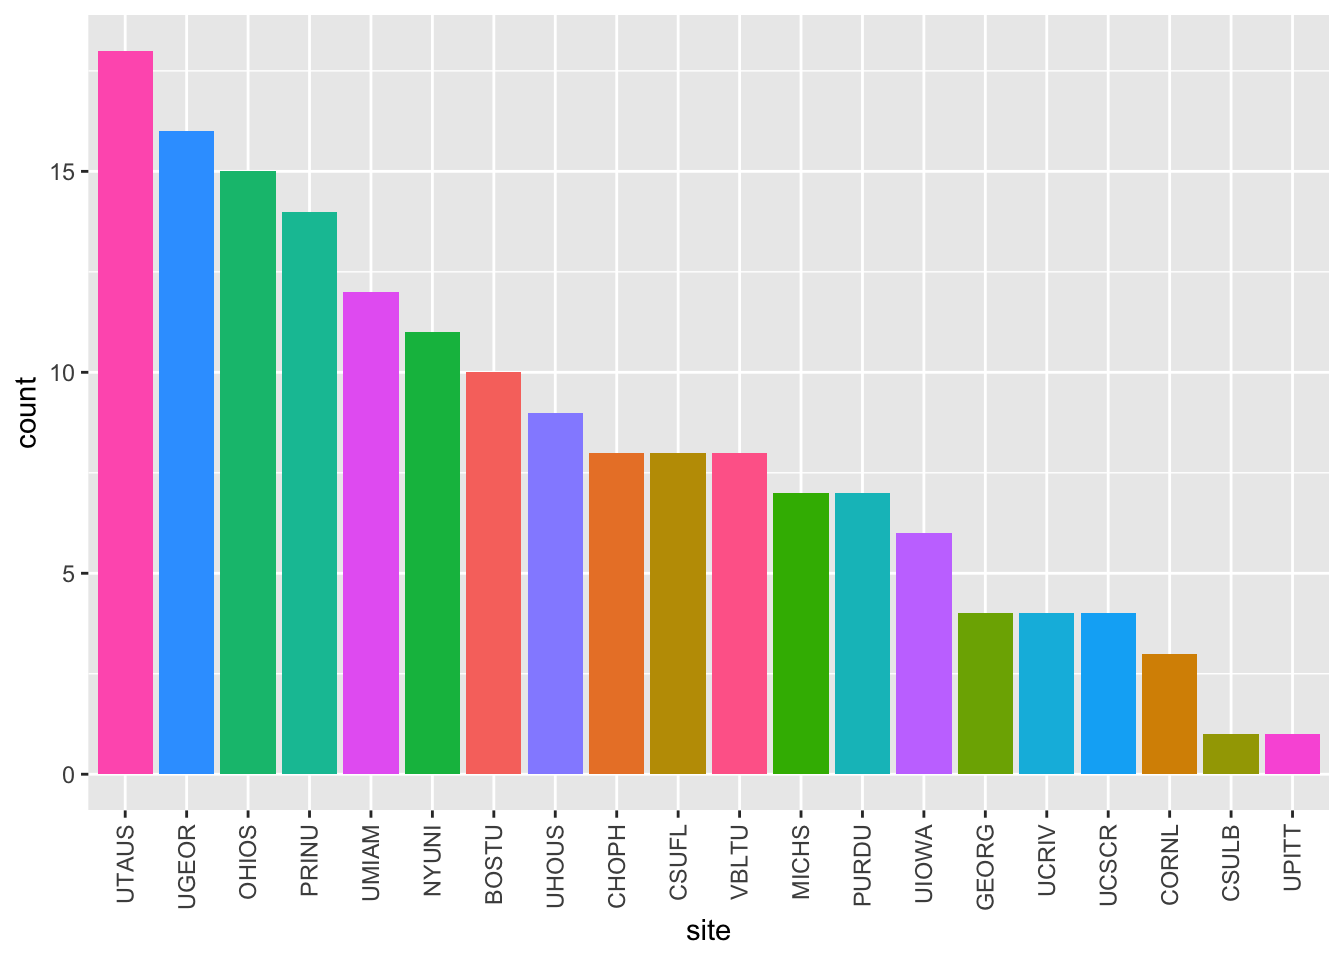 15
10
5
0
count
UTAUS
UGEOR
OHIOS
PRINU
UMIAM
NYUNI
BOSTU
UHOUS
CHOPH
CSUFL
VBLTU
MICHS
PURDU
UIOWA
GEORG
UCRIV
UCSCR
CORNL
CSULB
UPITT
site